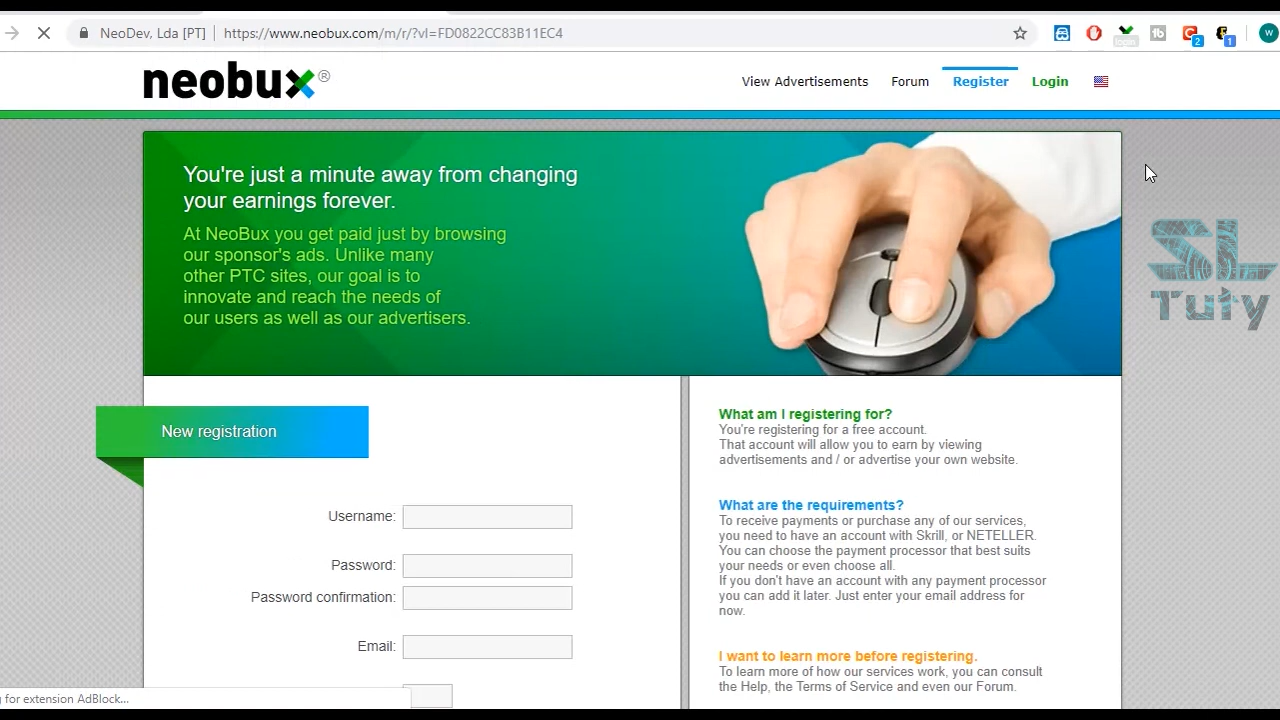 NeoDev, Lda [PT]
https://www.neobux.com/m/r/?v=FD0822CC83B11EC4
2
1
W
neobux®
View Advertisements
Forum
Register
Login
You're just a minute away from changing
your earnings forever.
At NeoBux you get paid just by browsing
our sponsor's ads. Unlike many
other PTC sites, our goal is to
innovate and reach the needs of
our users as well as our advertisers.
SL
Tuty
New registration
Username:
Password:
Password confirmation:
Email:
What am I registering for?
You're registering for a free account.
That account will allow you to earn by viewing
advertisements and / or advertise your own website.
What are the requirements?
To receive payments or purchase any of our services,
you need to have an account with Skrill, or NETELLER.
You can choose the payment processor that best suits
your needs or even choose all.
If you don't have an account with any payment processor
you can add it later. Just enter your email address for
now.
I want to learn more before registering.
To learn more of how our services work, you can consult
the Help, the Terms of Service and even our Forum.
g for extension AdBlock...